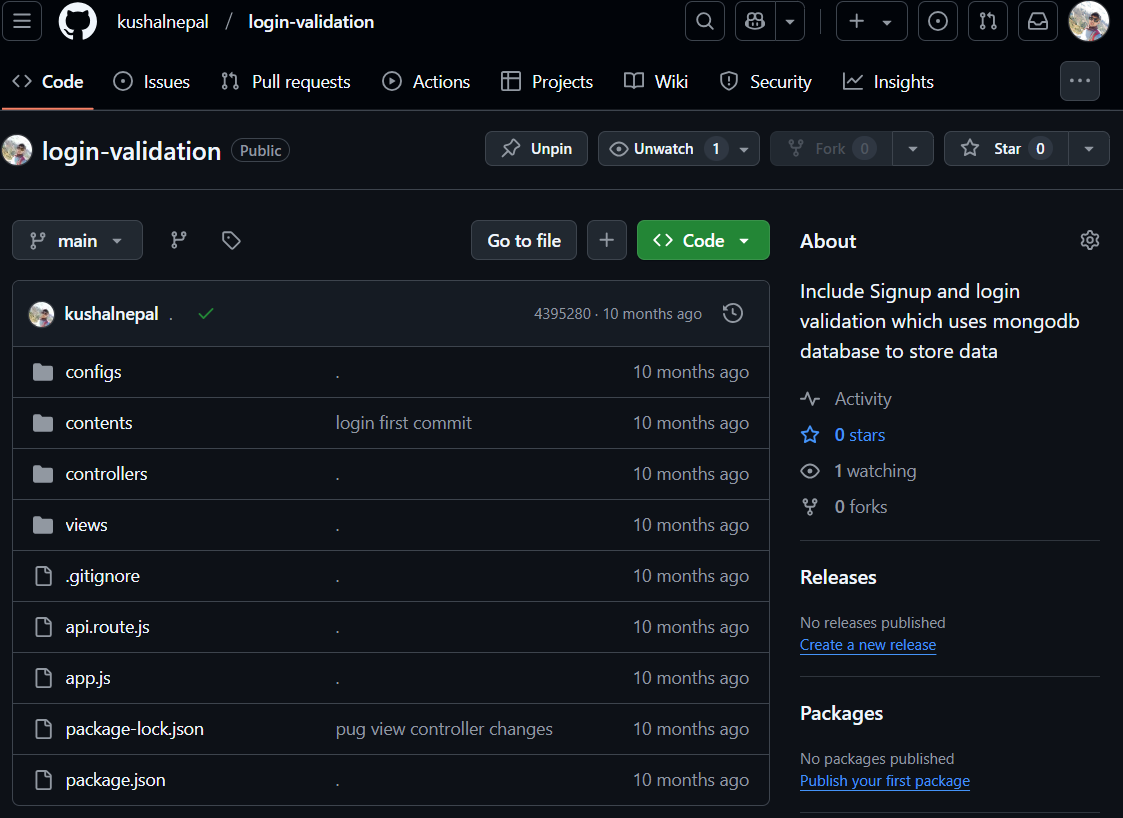 kushalnepal / login-validation
Code Issues Pull requests Actions Projects Wiki Security Insights
login-validation Public
Unpin Unwatch 1 Fork 0 Star 0
main Go to file Code
kushalnepal . 4395280 · 10 months ago
configs . 10 months ago
contents login first commit 10 months ago
controllers . 10 months ago
views . 10 months ago
.gitignore . 10 months ago
api.route.js . 10 months ago
app.js . 10 months ago
package-lock.json pug view controller changes 10 months ago
package.json . 10 months ago
About
Include Signup and login
validation which uses mongodb
database to store data
Activity
0 stars
1 watching
0 forks
Releases
No releases published
Create a new release
Packages
No packages published
Publish your first package